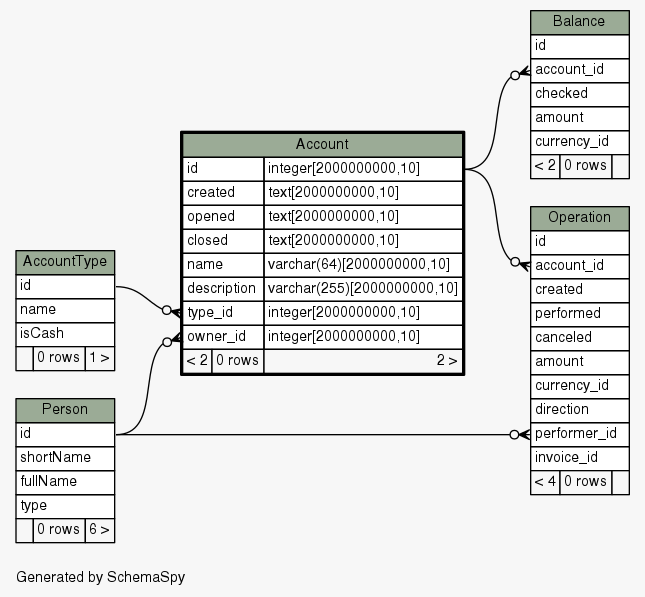 Balance
id
account_id
checked
amount
currency_id
< 2 0 rows
Account
id integer[2000000000,10]
created text[2000000000,10]
opened text[2000000000,10]
closed text[2000000000,10]
name varchar(64)[2000000000,10]
description varchar(255)[2000000000,10]
type_id integer[2000000000,10]
owner_id integer[2000000000,10]
< 2 0 rows 2 >
Operation
id
account_id
created
performed
canceled
amount
currency_id
direction
performer_id
invoice_id
< 4 0 rows
AccountType
id
name
isCash
0 rows 1 >
Person
id
shortName
fullName
type
0 rows 6 >
Generated by SchemaSpy